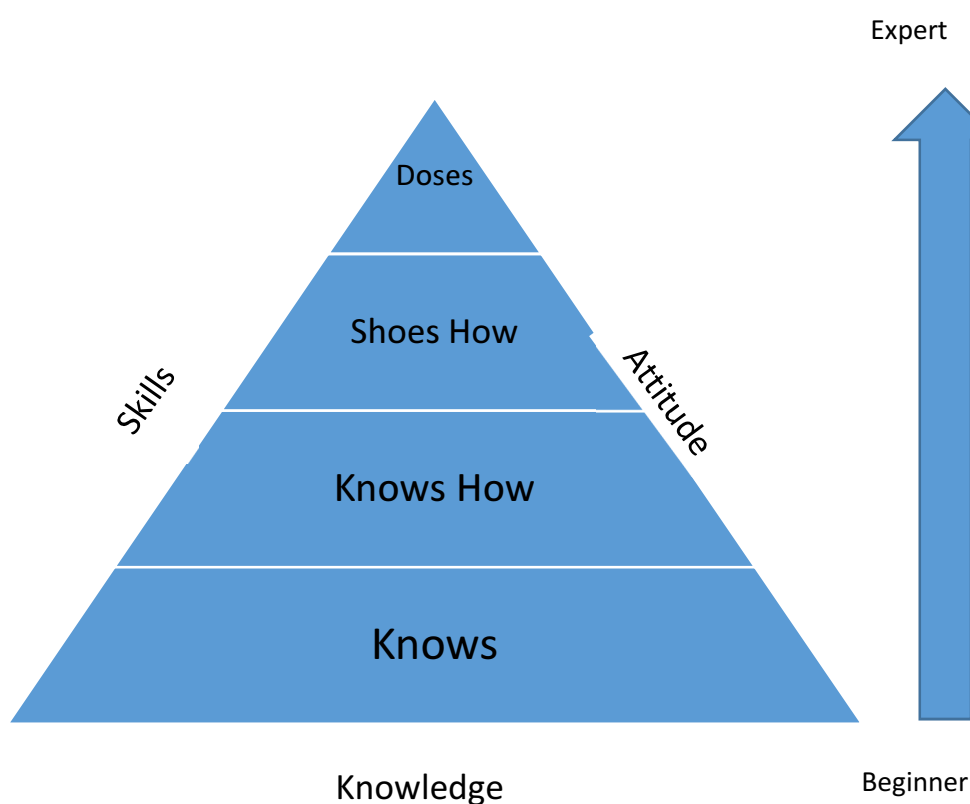 Expert
Doses
Shoes How
Skills
Attitude
Knows How
Knows
Knowledge
Beginner